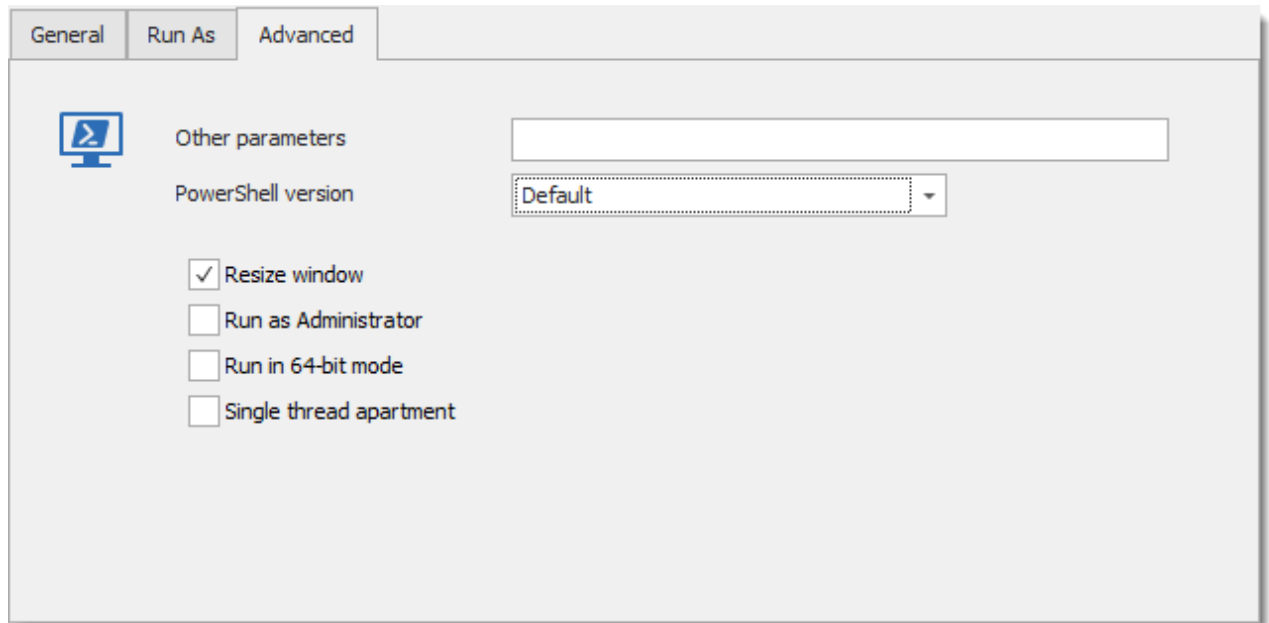 General Run As Advanced
Other parameters
PowerShell version Default
Resize window
Run as Administrator
Run in 64-bit mode
Single thread apartment